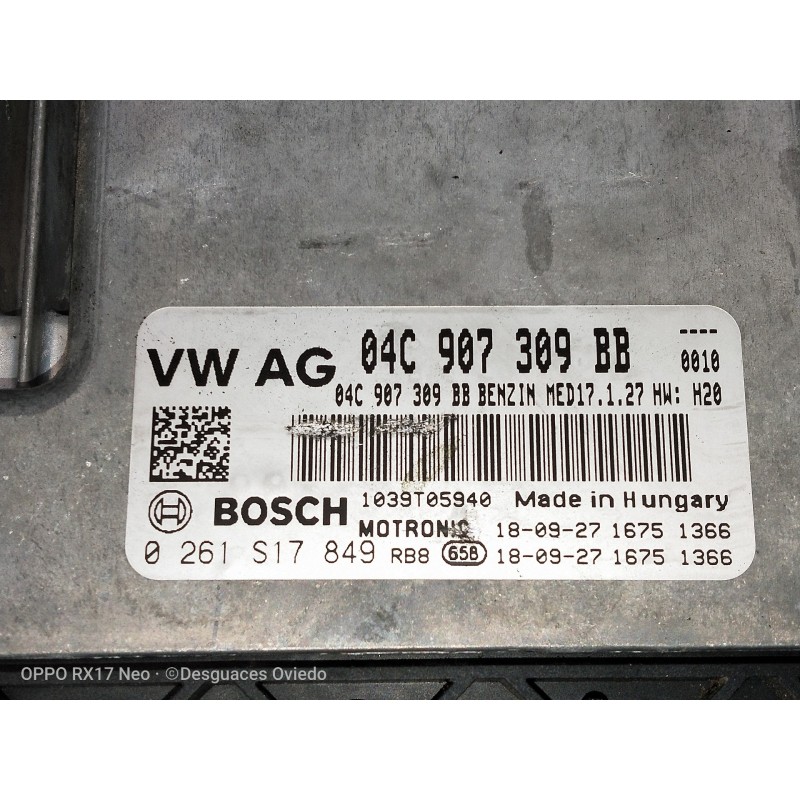 VW AG 04C 907 309 BB ----
0010
04C 907 309 BB BENZIN MED17.1.27 HW: H20
BOSCH 1039T05940 Made in Hungary
MOTRONIC 18-09-27 1675 1366
0 261 S17 849 RB8 658 18-09-27 1675 1366
OPPO RX17 Neo · ©Desguaces Oviedo